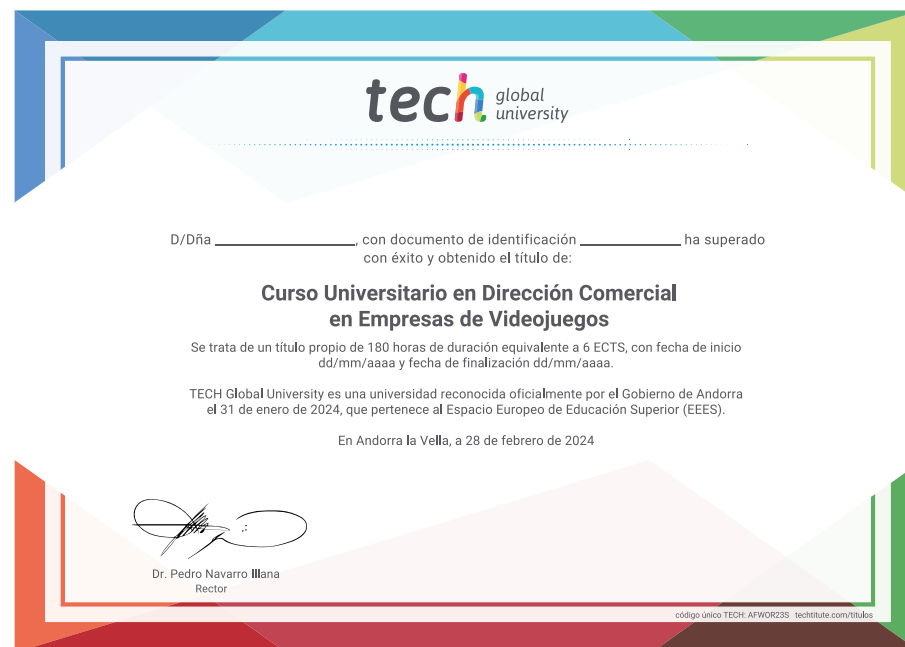 tech global university
D/Dña ____________, con documento de identificación ____________ ha superado
con éxito y obtenido el título de:
Curso Universitario en Dirección Comercial
en Empresas de Videojuegos
Se trata de un título propio de 180 horas de duración equivalente a 6 ECTS, con fecha de inicio
dd/mm/aaaa y fecha de finalización dd/mm/aaaa.
TECH Global University es una universidad reconocida oficialmente por el Gobierno de Andorra
el 31 de enero de 2024, que pertenece al Espacio Europeo de Educación Superior (EEES).
En Andorra la Vella, a 28 de febrero de 2024
Dr. Pedro Navarro Illana
Rector
código único TECH: AFWOR23S techtitute.com/titulos